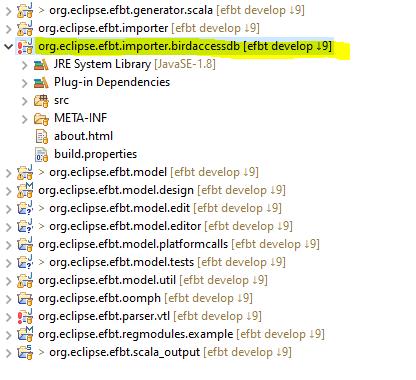 > org.eclipse.efbt.generator.scala [efbt develop ↓9]
> org.eclipse.efbt.importer [efbt develop ↓9]
org.eclipse.efbt.importer.birdaccessdb [efbt develop ↓9]
JRE System Library [JavaSE-1.8]
Plug-in Dependencies
src
META-INF
about.html
build.properties
> org.eclipse.efbt.model [efbt develop ↓9]
org.eclipse.efbt.model.design [efbt develop ↓9]
> org.eclipse.efbt.model.edit [efbt develop ↓9]
> org.eclipse.efbt.model.editor [efbt develop ↓9]
org.eclipse.efbt.model.platformcalls [efbt develop ↓9]
> org.eclipse.efbt.model.tests [efbt develop ↓9]
> org.eclipse.efbt.model.util [efbt develop ↓9]
> org.eclipse.efbt.oomph [efbt develop ↓9]
org.eclipse.efbt.parser.vtl [efbt develop ↓9]
org.eclipse.efbt.regmodules.example [efbt develop ↓9]
> org.eclipse.efbt.scala_output [efbt develop ↓9]